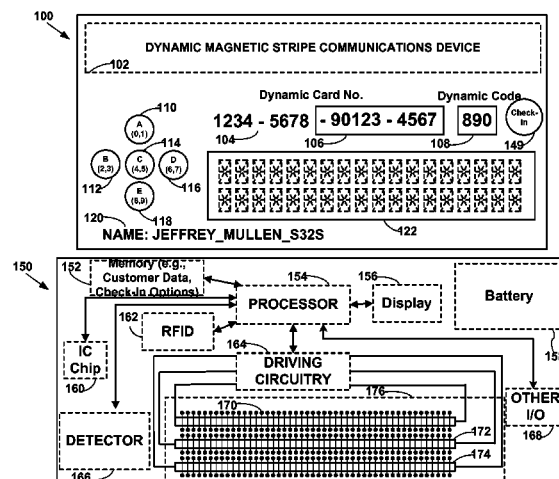 100
DYNAMIC MAGNETIC STRIPE COMMUNICATIONS DEVICE
102
Dynamic Card No.
Dynamic Code
110
A
(0,1)
1234 - 5678
- 90123 - 4567
890
Check-
In
114
104
106
108
149
B
(2,3)
C
(4,5)
D
(6,7)
112
116
E
(8,9)
118
120
122
NAME: JEFFREY_MULLEN_S32S
150
152
Memory (e.g.,
Customer Data,
Check-In Options)
154
156
PROCESSOR
Display
Battery
162
RFID
164
IC
Chip
160
DRIVING
CIRCUITRY
176
170
OTHER
I/O
168
DETECTOR
172
174
166